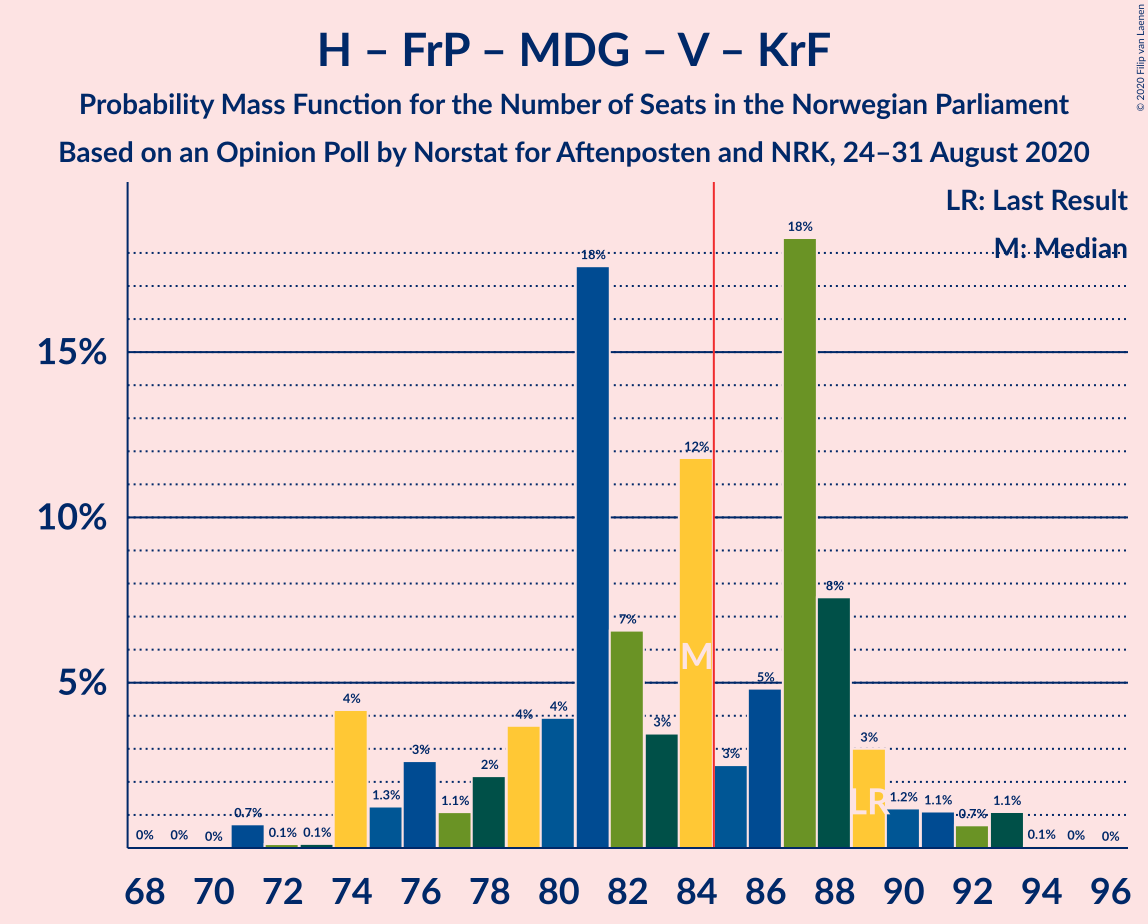 H – FrP – MDG – V – KrF
Probability Mass Function for the Number of Seats in the Norwegian Parliament
Based on an Opinion Poll by Norstat for Aftenposten and NRK, 24–31 August 2020
© 2020 Filip van Laenen
LR: Last Result
M: Median
15%
10%
5%
0% 0% 0% 0.7% 0.1% 0.1% 4% 1.3% 3% 1.1% 2% 4% 4% 18% 7% 3% 12% 3% 5% 18% 8% 3% 1.2% 1.1% 0.7% 1.1% 0.1% 0% 0%
M
LR
68 70 72 74 76 78 80 82 84 86 88 90 92 94 96